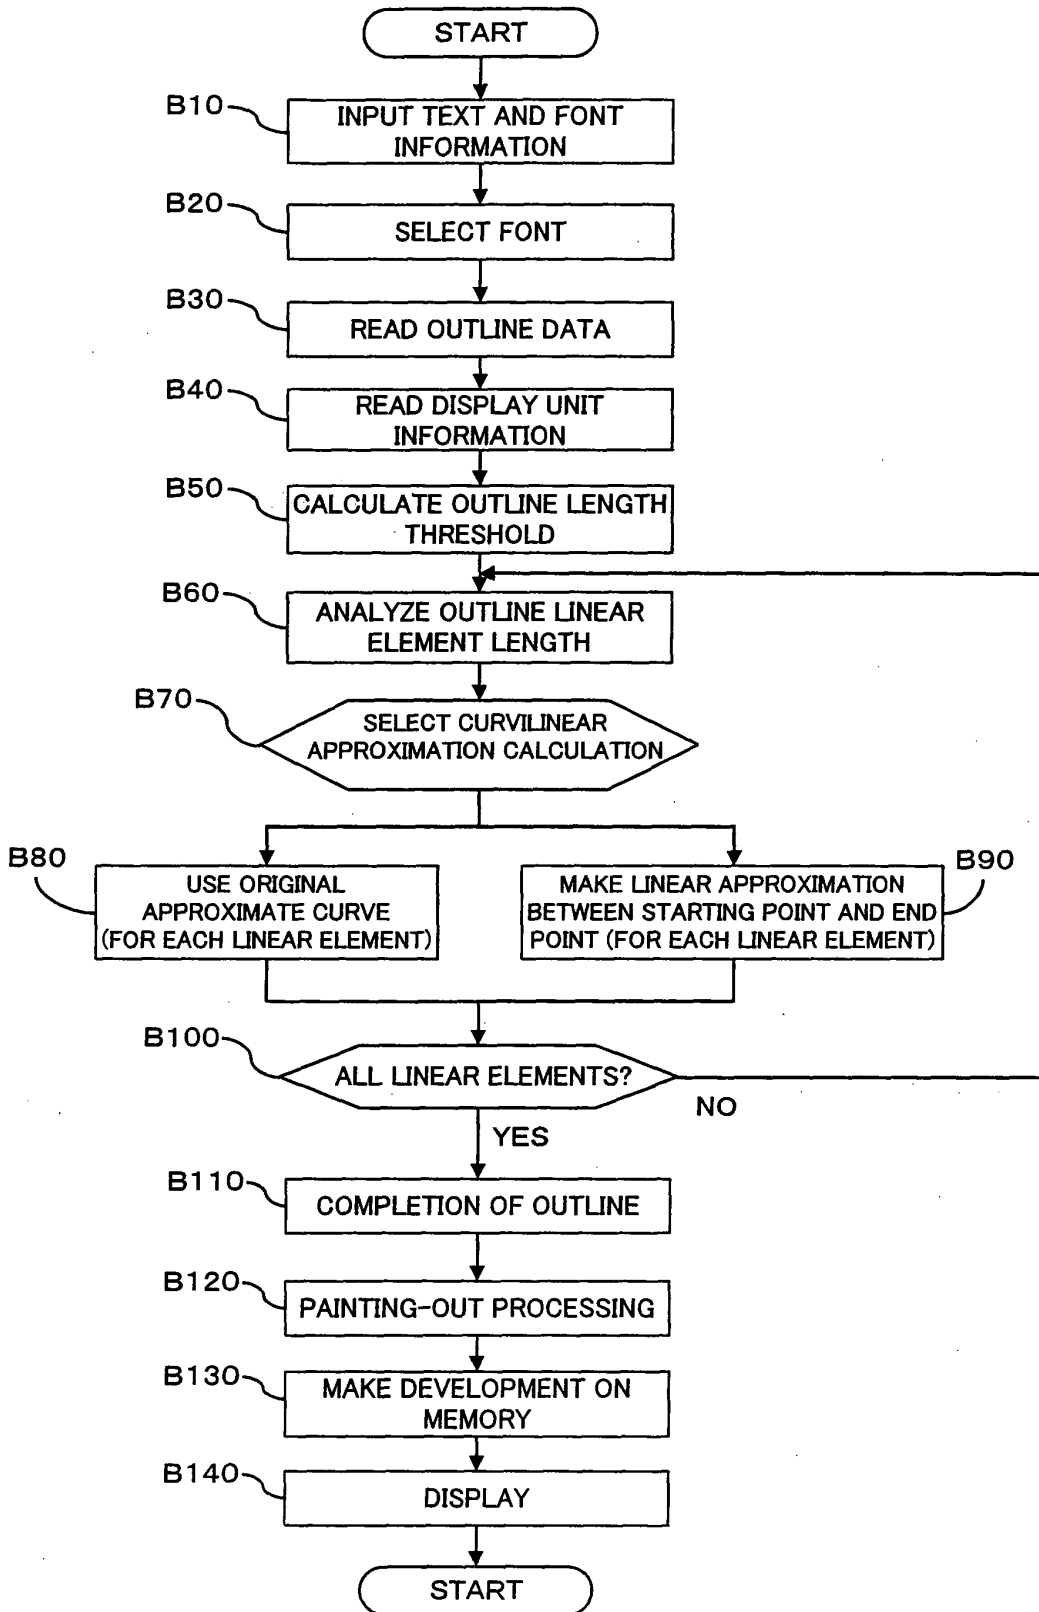 START
B10
INPUT TEXT AND FONT
INFORMATION
B20
SELECT FONT
B30
READ OUTLINE DATA
B40
READ DISPLAY UNIT
INFORMATION
B50
CALCULATE OUTLINE LENGTH
THRESHOLD
B60
ANALYZE OUTLINE LINEAR
ELEMENT LENGTH
B70
SELECT CURVILINEAR
APPROXIMATION CALCULATION
B80
USE ORIGINAL
APPROXIMATE CURVE
(FOR EACH LINEAR ELEMENT)
B90
MAKE LINEAR APPROXIMATION
BETWEEN STARTING POINT AND END
POINT (FOR EACH LINEAR ELEMENT)
B100
ALL LINEAR ELEMENTS?
NO
YES
B110
COMPLETION OF OUTLINE
B120
PAINTING-OUT PROCESSING
B130
MAKE DEVELOPMENT ON
MEMORY
B140
DISPLAY
START